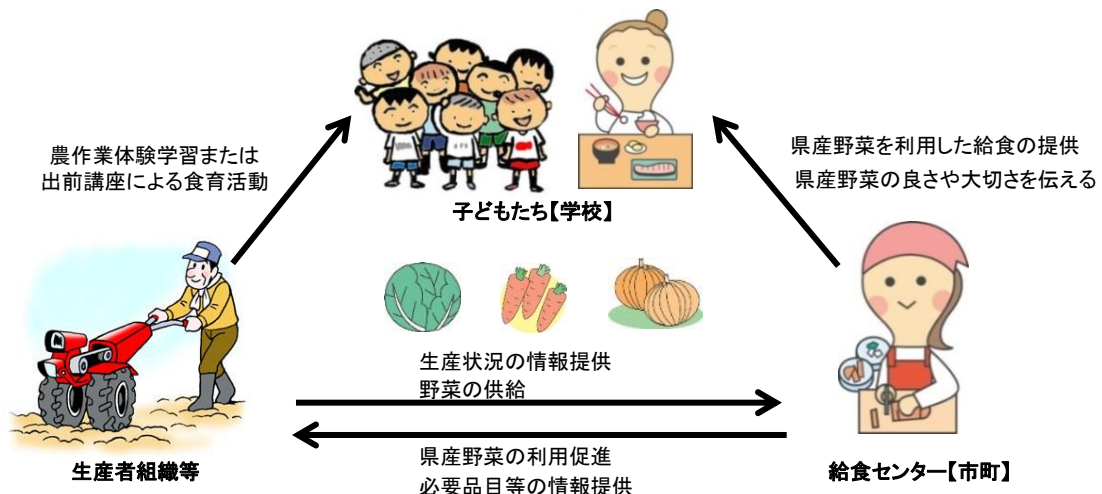 農作業体験学習または
出前講座による食育活動
県産野菜を利用した給食の提供
県産野菜の良さや大切さを伝える
子どもたち【学校】
生産状況の情報提供
野菜の供給
生産者組織等
県産野菜の利用促進
必要品目等の情報提供
給食センター【市町】